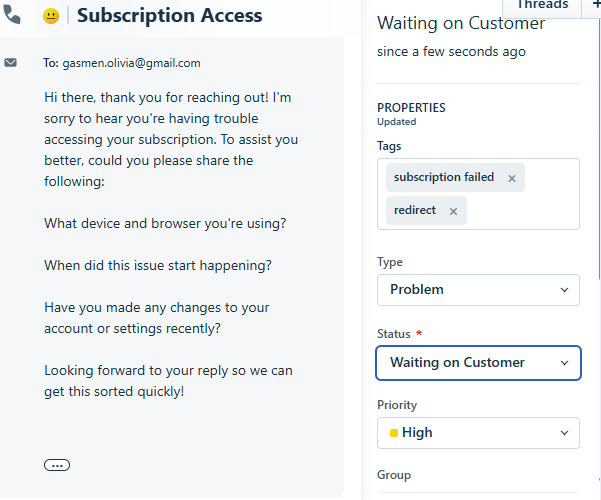 Subscription Access
To: gasmen.olivia@gmail.com
Hi there, thank you for reaching out! I'm
sorry to hear you're having trouble
accessing your subscription. To assist you
better, could you please share the
following:
What device and browser you're using?
When did this issue start happening?
Have you made any changes to your
account or settings recently?
Looking forward to your reply so we can
get this sorted quickly!
Threads
Waiting on Customer
since a few seconds ago
PROPERTIES
Updated
Tags
subscription failed ×
redirect ×
Type
Problem
Status *
Waiting on Customer
Priority
High
Group